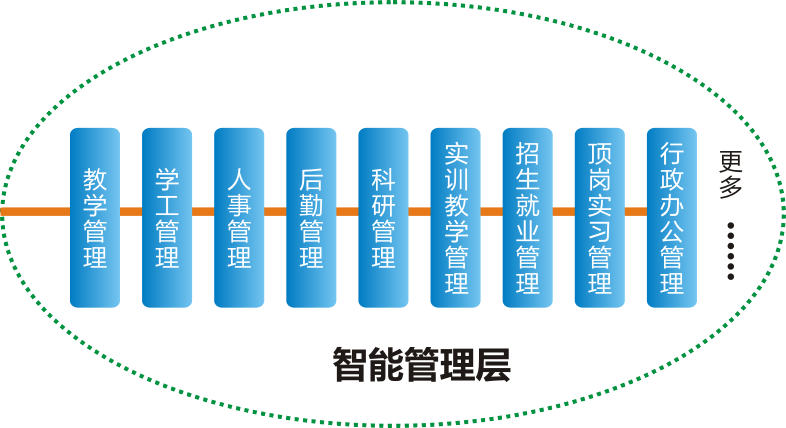 教学管理
学工管理
人事管理
后勤管理
科研管理
实训教学管理
招生就业管理
顶岗实习管理
行政办公管理
更多 ······
智能管理层